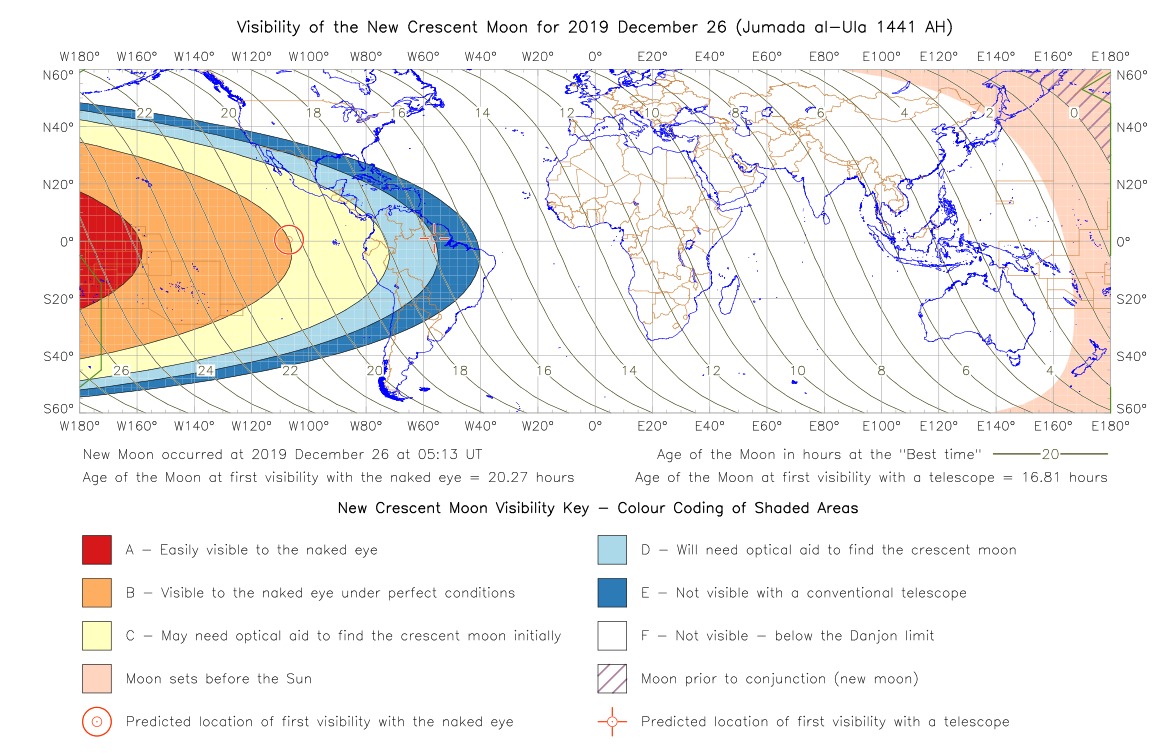 Visibility of the New Crescent Moon for 2019 December 26 (Jumada al-Ula 1441 AH)
W180° W160° W140° W120° W100° W80° W60° W40° W20° 0° E20° E40° E60° E80° E100° E120° E140° E160° E180°
N60° N60°
22 20 18 16 14 12 10 8 6 4 2 0
N40° N40°
N20° N20°
0° 0°
S20° S20°
S40° S40°
26 24 22 20 18 16 14 12 10 8 6 4
S60° S60°
W180° W160° W140° W120° W100° W80° W60° W40° W20° 0° E20° E40° E60° E80° E100° E120° E140° E160° E180°
New Moon occurred at 2019 December 26 at 05:13 UT
Age of the Moon in hours at the "Best time" 20
Age of the Moon at first visibility with the naked eye = 20.27 hours
Age of the Moon at first visibility with a telescope = 16.81 hours
New Crescent Moon Visibility Key – Colour Coding of Shaded Areas
A – Easily visible to the naked eye
D – Will need optical aid to find the crescent moon
B – Visible to the naked eye under perfect conditions
E – Not visible with a conventional telescope
C – May need optical aid to find the crescent moon initially
F – Not visible – below the Danjon limit
Moon sets before the Sun
Moon prior to conjunction (new moon)
Predicted location of first visibility with the naked eye
Predicted location of first visibility with a telescope